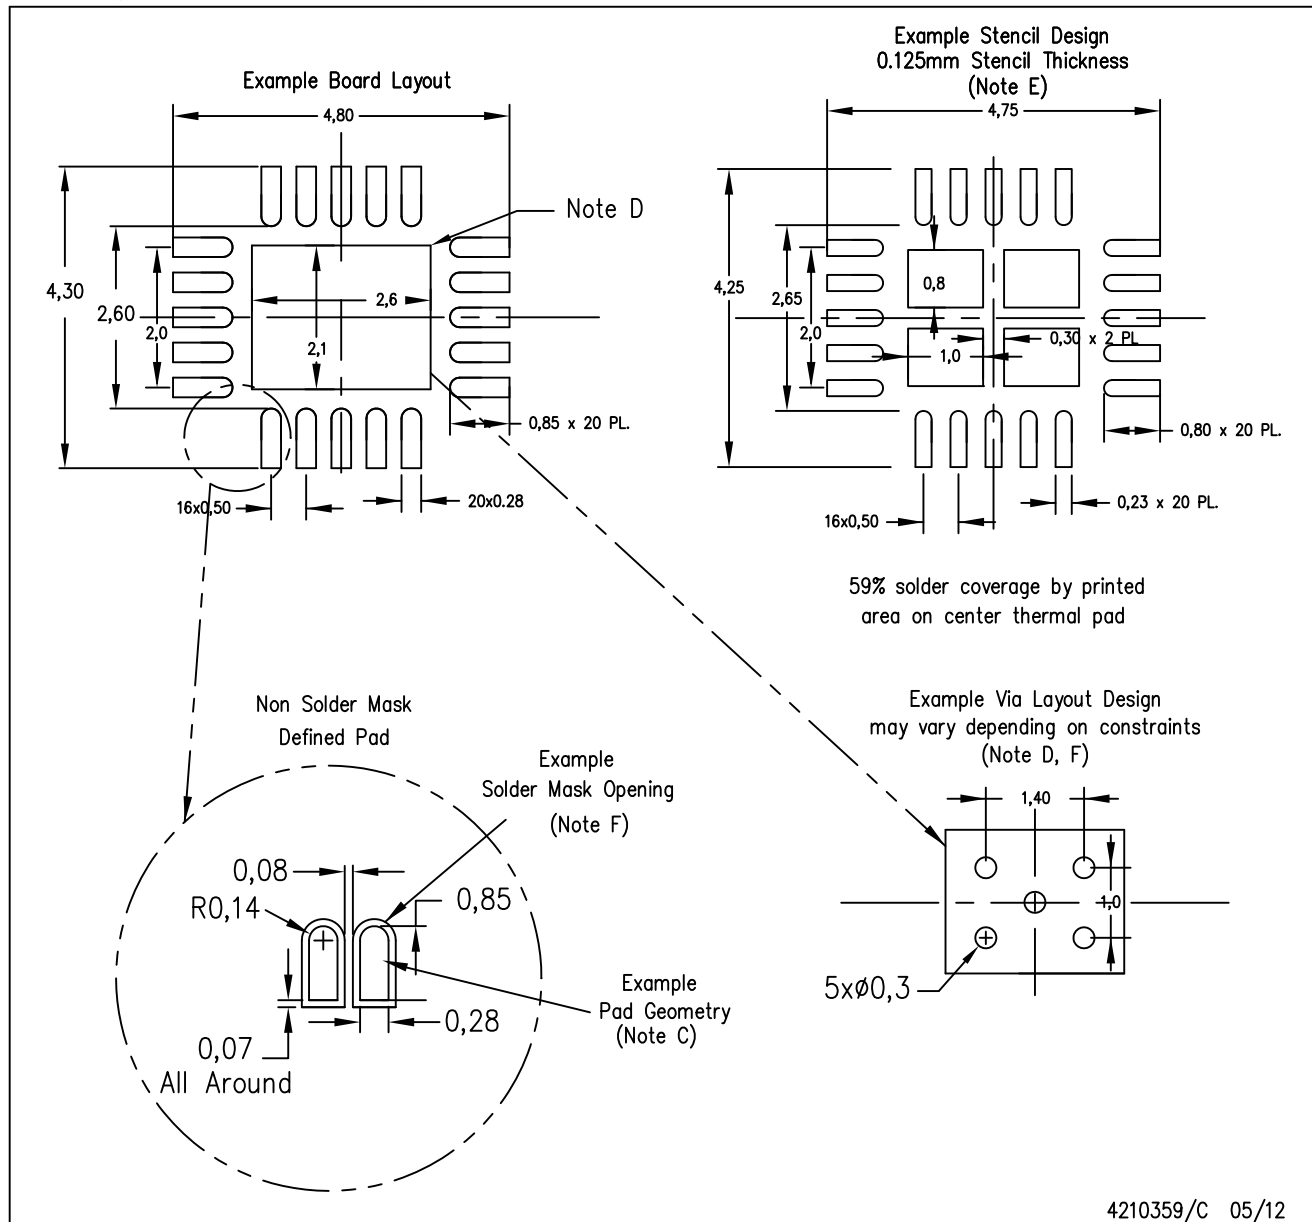 Example Board Layout
4,80
Note D
4,30
2,60
2,0
2,6
2,1
0,85 x 20 PL.
16x0,50
20x0.28
Example Stencil Design
0.125mm Stencil Thickness
(Note E)
4,75
4,25
2,65
2,0
0,8
0,30 x 2 PL
1,0
0,80 x 20 PL.
0,23 x 20 PL.
16x0,50
59% solder coverage by printed
area on center thermal pad
Non Solder Mask
Defined Pad
Example
Solder Mask Opening
(Note F)
0,08
R0,14
0,85
Example
Pad Geometry
(Note C)
0,28
0,07
All Around
Example Via Layout Design
may vary depending on constraints
(Note D, F)
1,40
1,0
5xø0,3
4210359/C 05/12